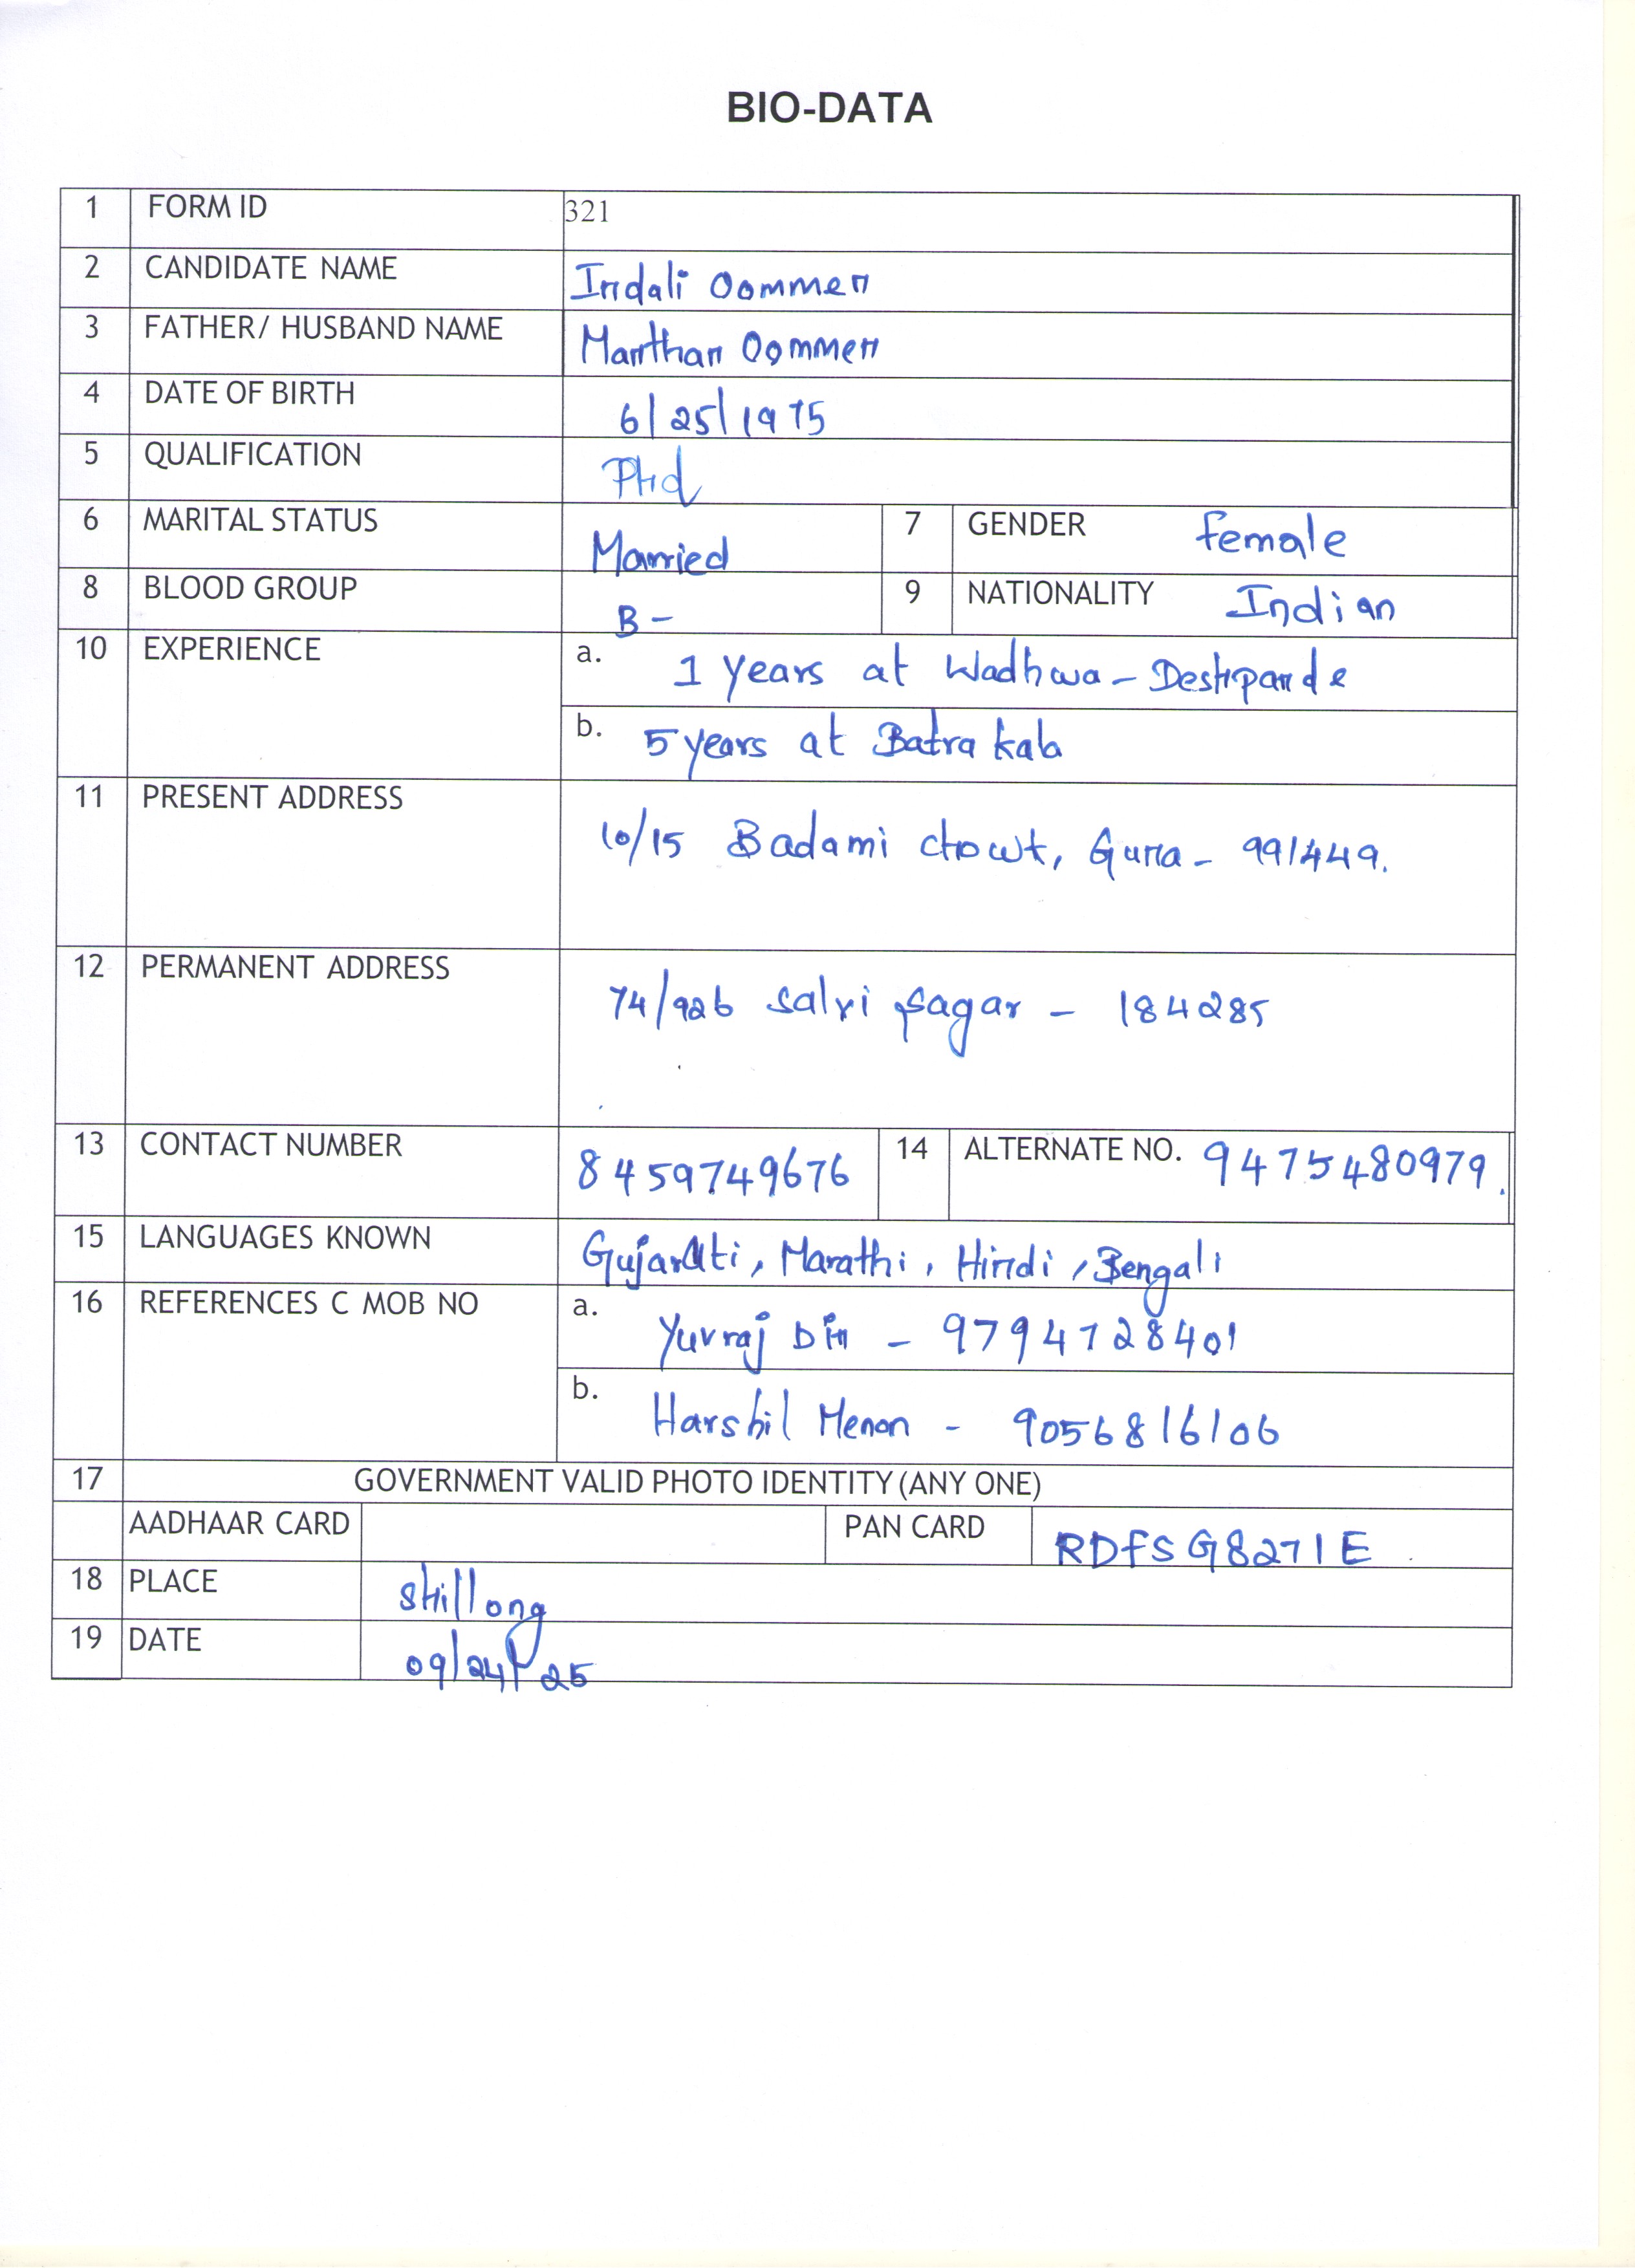 BIO-DATA
1 FORM ID 321
2 CANDIDATE NAME Indali Oommen
3 FATHER/ HUSBAND NAME Manthan Oommen
4 DATE OF BIRTH 6/25/1975
5 QUALIFICATION Phd
6 MARITAL STATUS Married 7 GENDER Female
8 BLOOD GROUP B- 9 NATIONALITY Indian
10 EXPERIENCE a. 1 years at Wadhwa - Deshpande
b. 5 years at Batra kala
11 PRESENT ADDRESS 10/15 Badami chowk, Guna - 991449.
12 PERMANENT ADDRESS 74/926 Salvi Sagar - 184285
13 CONTACT NUMBER 8459749676 14 ALTERNATE NO. 9475480979.
15 LANGUAGES KNOWN Gujarati, Marathi, Hindi, Bengali
16 REFERENCES C MOB NO a. Yuvraj Din - 9794728401
b. Harshil Menon - 9056816106
17 GOVERNMENT VALID PHOTO IDENTITY (ANY ONE)
AADHAAR CARD PAN CARD RDFSG8271E
18 PLACE Shillong
19 DATE 09/24/25